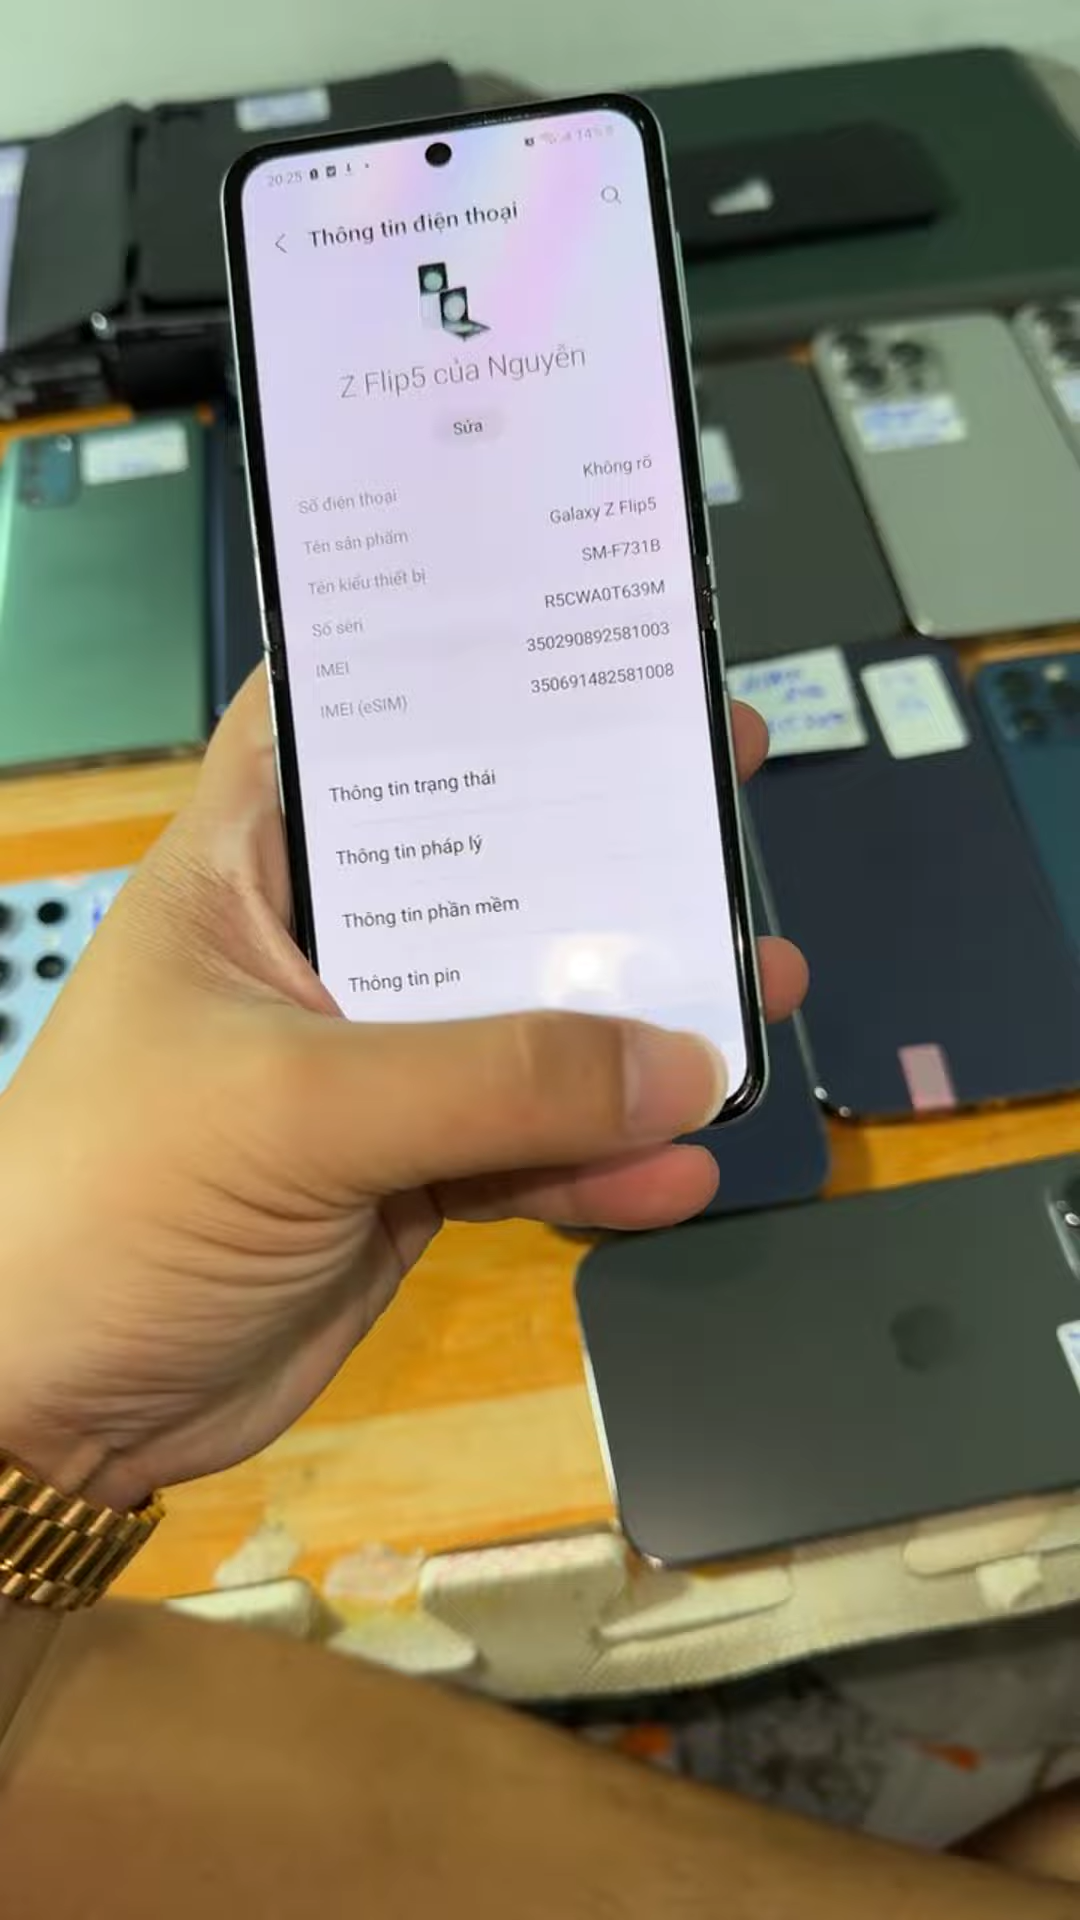 20:25
14%
Thông tin điện thoại
Z Flip5 của Nguyễn
Sửa
Số điện thoại Không rõ
Tên sản phẩm Galaxy Z Flip5
Tên kiểu thiết bị SM-F731B
Số sêri R5CWA0T639M
IMEI 350290892581003
IMEI (eSIM) 350691482581008
Thông tin trạng thái
Thông tin pháp lý
Thông tin phần mềm
Thông tin pin